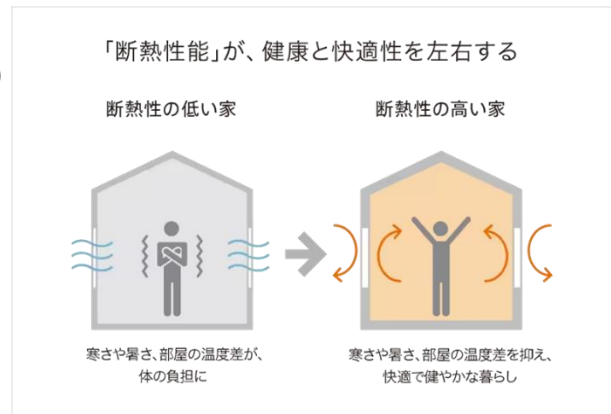 「断熱性能」が、健康と快適性を左右する
断熱性の低い家
断熱性の高い家
寒さや暑さ、部屋の温度差が、
体の負担に
寒さや暑さ、部屋の温度差を抑え、
快適で健やかな暮らし